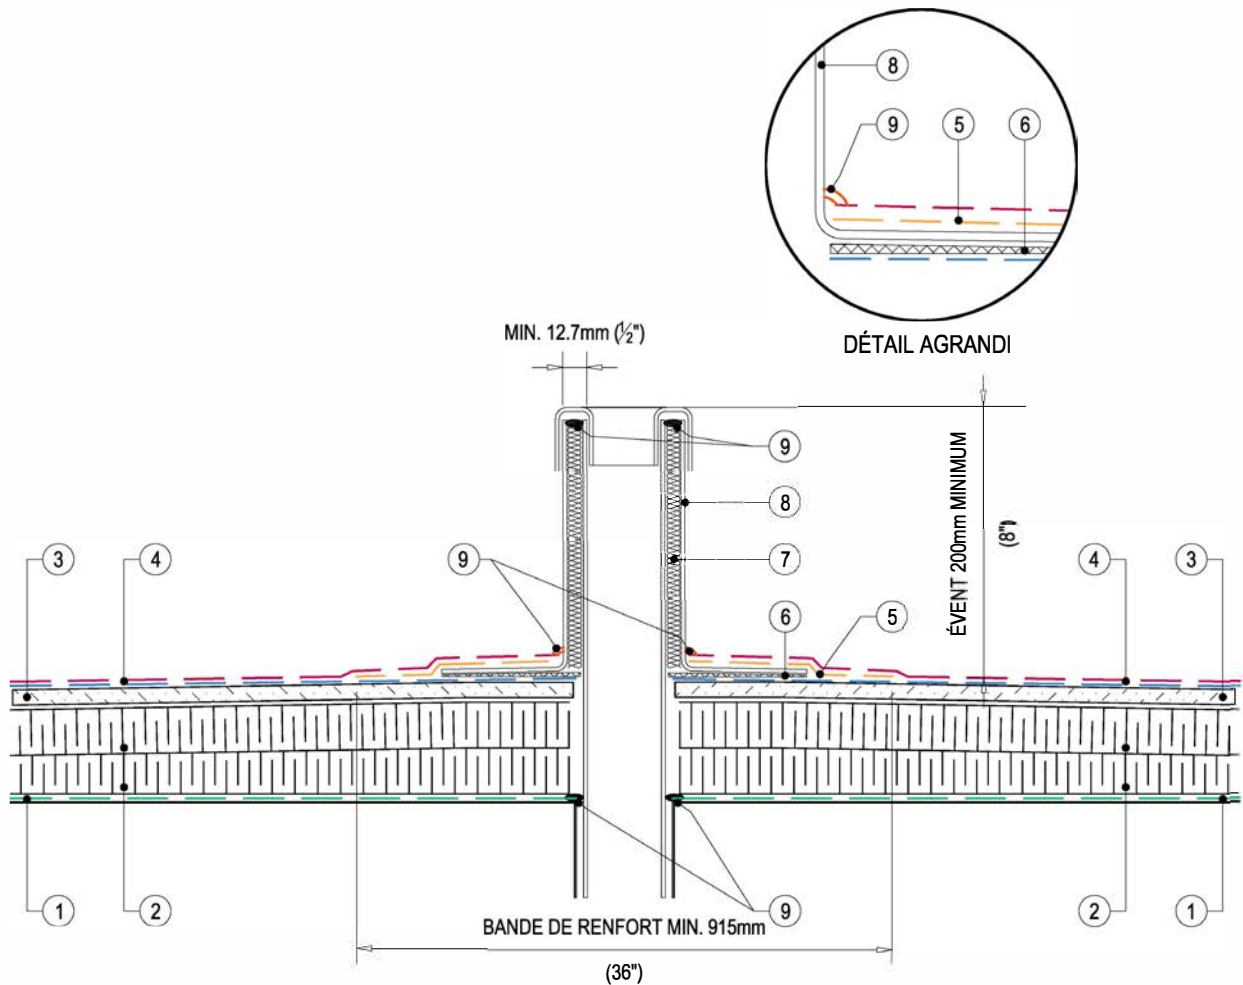 8
9 5 6
DÉTAIL AGRANDI
MIN. 12.7mm (½")
9
8
7
6
5
ÉVENT 200mm MINIMUM
(8")
3 4 9 4 3
1 2 9 2 1
BANDE DE RENFORT MIN. 915mm
(36")